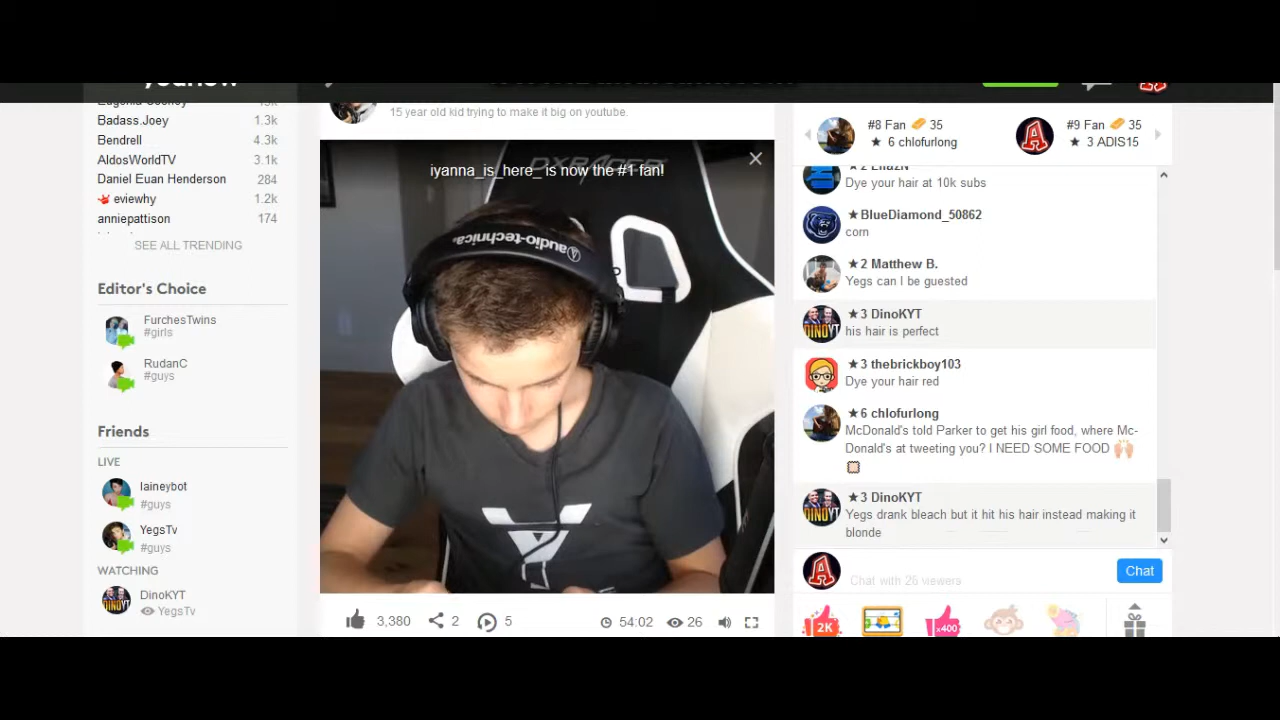 Badass.Joey 1.3k
Bendrell 4.3k
AldosWorldTV 3.1k
Daniel Euan Henderson 284
eviewhy 1.2k
anniepattison 174
SEE ALL TRENDING
Editor's Choice
FurchesTwins
#girls
RudanC
#guys
Friends
LIVE
laineybot
#guys
YegsTv
#guys
WATCHING
DinoKYT
YegsTv
15 year old kid trying to make it big on youtube.
DXRACER
iyanna_is_here_ is now the #1 fan!
audio-technica
3,380 2 5 54:02 26
#8 Fan 35
★ 6 chlofurlong
#9 Fan 35
★ 3 ADIS15
Dye your hair at 10k subs
★BlueDiamond_50862
corn
★2 Matthew B.
Yegs can I be guested
★3 DinoKYT
his hair is perfect
★3 thebrickboy103
Dye your hair red
★6 chlofurlong
McDonald's told Parker to get his girl food, where Mc-
Donald's at tweeting you? I NEED SOME FOOD
★3 DinoKYT
Yegs drank bleach but it hit his hair instead making it
blonde
Chat with 26 viewers
Chat
2K
x400